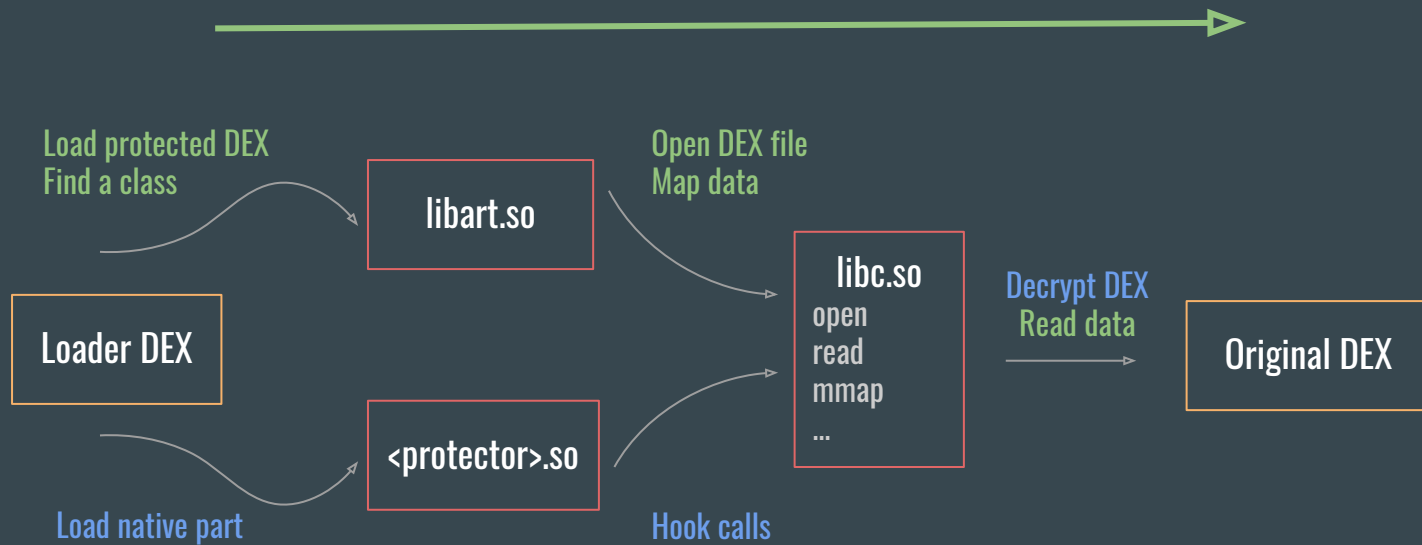 Load protected DEX
Find a class
libart.so
Open DEX file
Map data
Loader DEX
libc.so
open
read
mmap
...
Decrypt DEX
Read data
Original DEX
<protector>.so
Load native part
Hook calls